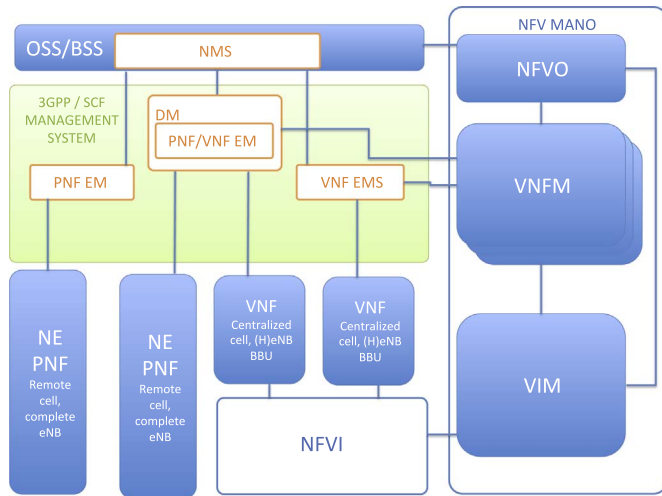 NFV MANO
OSS/BSS
NMS
NFVO
3GPP / SCF
MANAGEMENT
SYSTEM
DM
PNF/VNF EM
PNF EM
VNF EMS
VNFM
NE
PNF
Remote
cell,
complete
eNB
NE
PNF
Remote
cell,
complete
eNB
VNF
Centralized
cell, (H)eNB
BBU
VNF
Centralized
cell, (H)eNB
BBU
VIM
NFVI